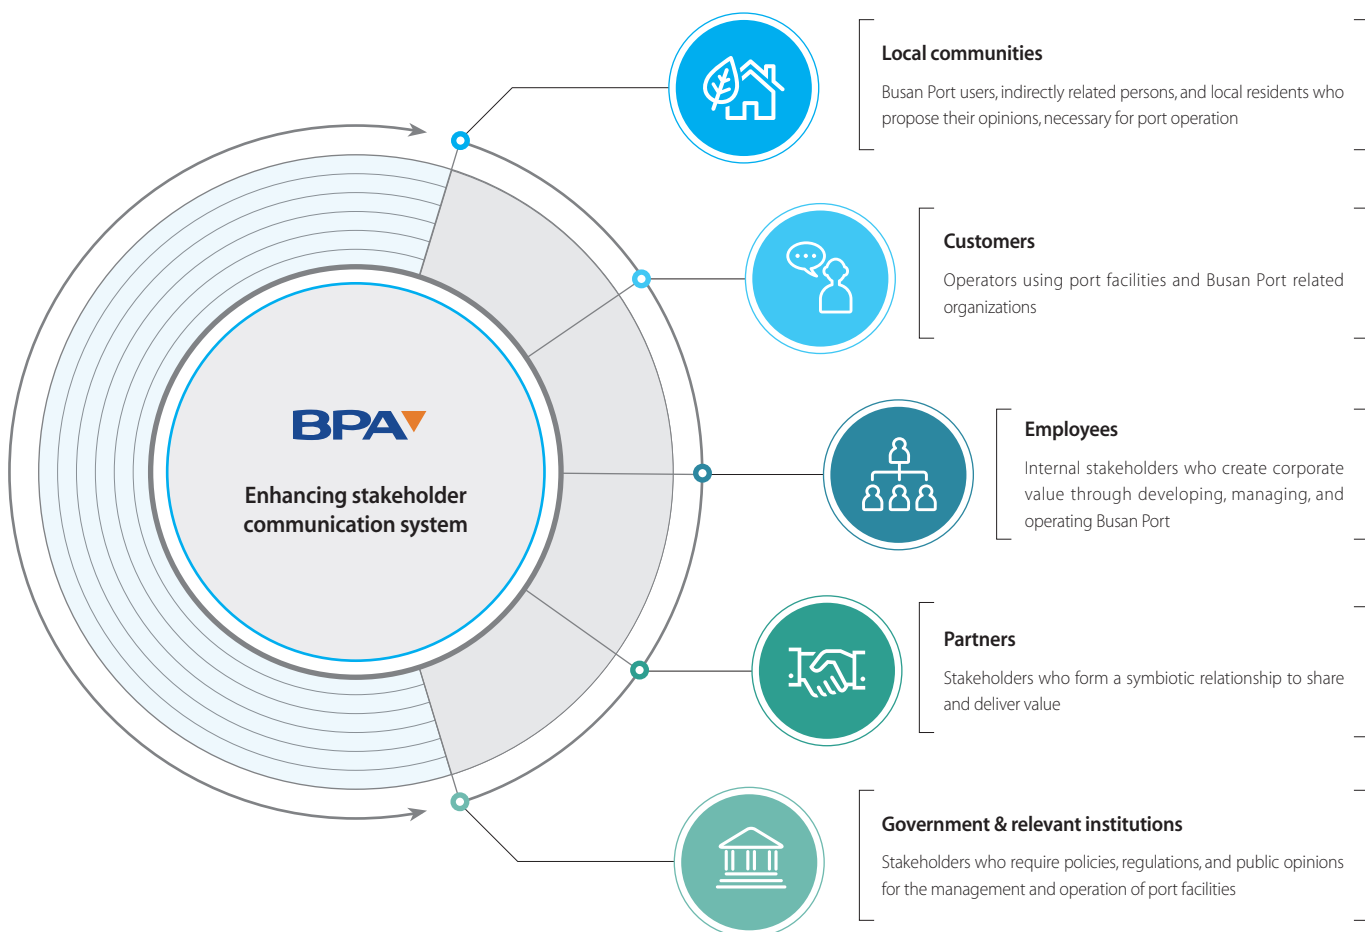 Local communities
Busan Port users, indirectly related persons, and local residents who
propose their opinions, necessary for port operation
Customers
Operators using port facilities and Busan Port related
organizations
BPA
Enhancing stakeholder
communication system
Employees
Internal stakeholders who create corporate
value through developing, managing, and
operating Busan Port
Partners
Stakeholders who form a symbiotic relationship to share
and deliver value
Government & relevant institutions
Stakeholders who require policies, regulations, and public opinions
for the management and operation of port facilities